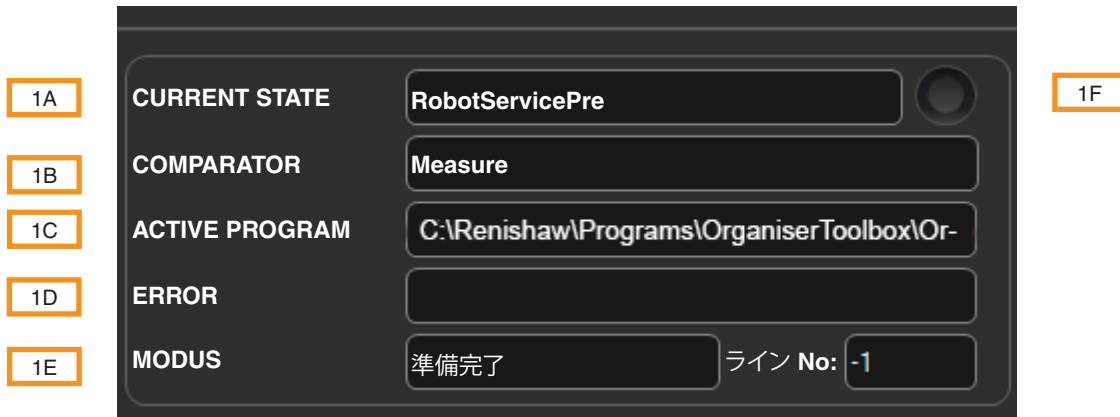 1A CURRENT STATE RobotServicePre 1F
1B COMPARATOR Measure
1C ACTIVE PROGRAM C:\Renishaw\Programs\OrganiserToolbox\Or-
1D ERROR
1E MODUS 準備完了 ライン No: -1